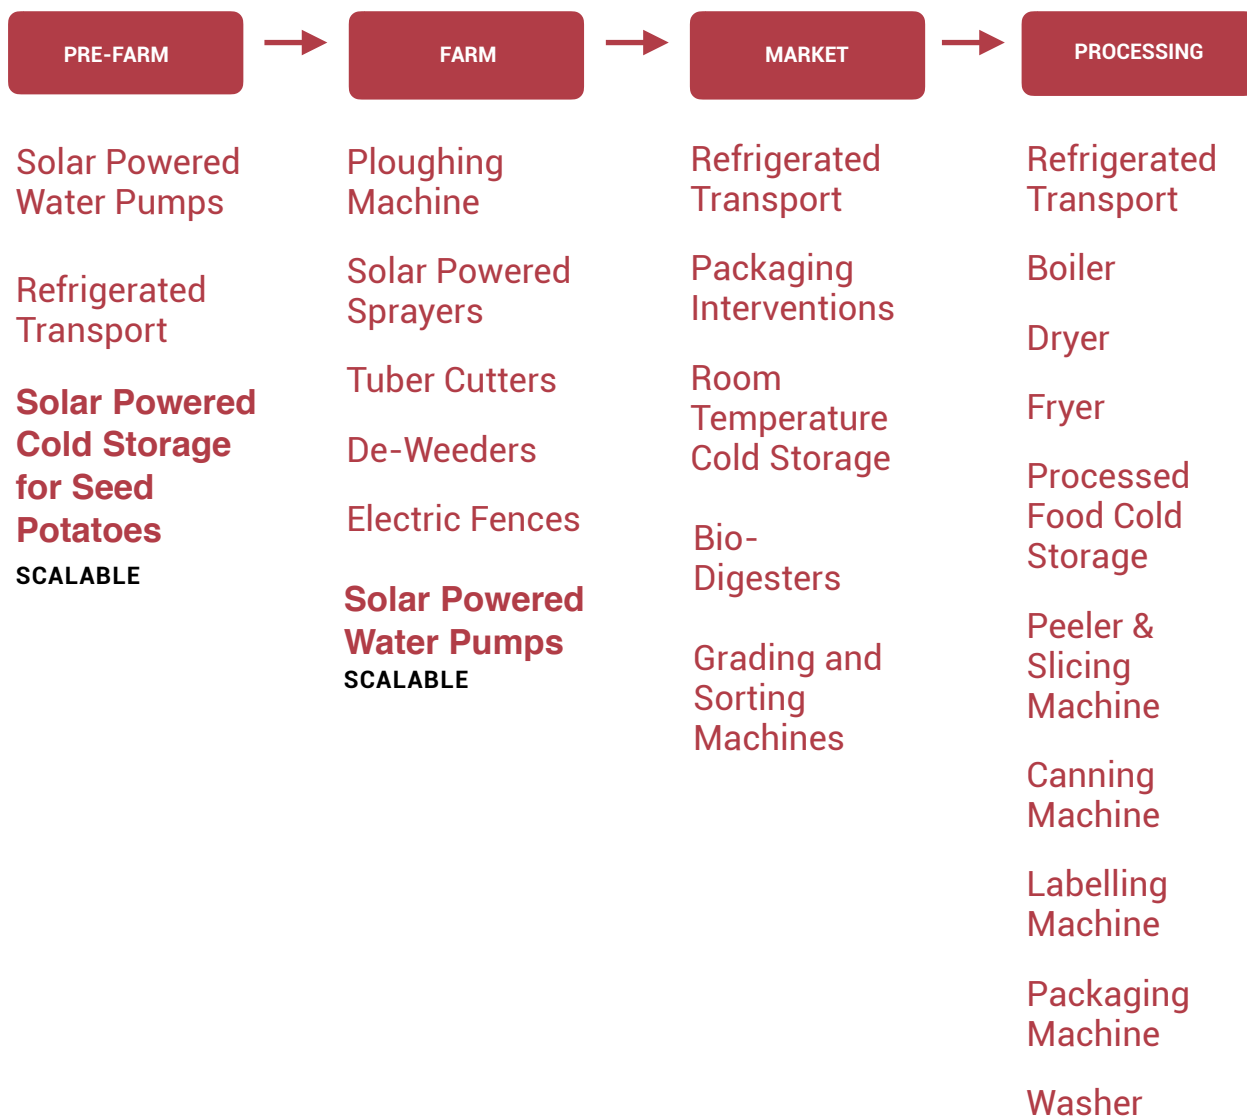 PRE-FARM
FARM
MARKET
PROCESSING
Solar Powered
Water Pumps
Refrigerated
Transport
Solar Powered
Cold Storage
for Seed
Potatoes
SCALABLE
Ploughing
Machine
Solar Powered
Sprayers
Tuber Cutters
De-Weeders
Electric Fences
Solar Powered
Water Pumps
SCALABLE
Refrigerated
Transport
Packaging
Interventions
Room
Temperature
Cold Storage
Bio-
Digesters
Grading and
Sorting
Machines
Refrigerated
Transport
Boiler
Dryer
Fryer
Processed
Food Cold
Storage
Peeler &
Slicing
Machine
Canning
Machine
Labelling
Machine
Packaging
Machine
Washer